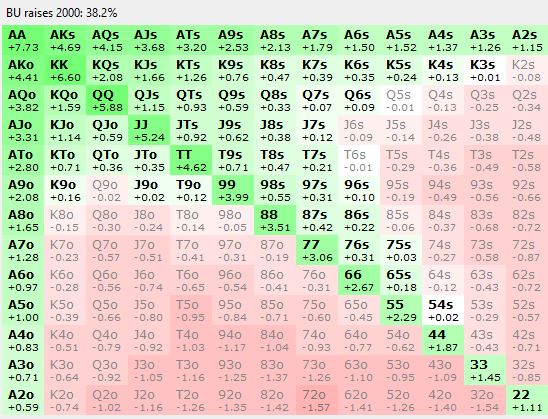 BU raises 2000: 38.2%
AA AKs AQs AJs ATs A9s A8s A7s A6s A5s A4s A3s A2s
+7.73 +4.69 +4.15 +3.68 +3.20 +2.53 +2.13 +1.79 +1.50 +1.52 +1.37 +1.26 +1.15
AKo KK KQs KJs KTs K9s K8s K7s K6s K5s K4s K3s K2s
+4.41 +6.60 +2.08 +1.66 +1.26 +0.76 +0.47 +0.39 +0.35 +0.24 +0.13 +0.01 -0.08
AQo KQo QQ QJs QTs Q9s Q8s Q7s Q6s Q5s Q4s Q3s Q2s
+3.82 +1.59 +5.88 +1.15 +0.93 +0.59 +0.33 +0.07 +0.09 -0.01 -0.13 -0.25 -0.34
AJo KJo QJo JJ JTs J9s J8s J7s J6s J5s J4s J3s J2s
+3.31 +1.14 +0.59 +5.24 +0.92 +0.62 +0.38 +0.12 -0.09 -0.14 -0.26 -0.38 -0.48
ATo KTo QTo JTo TT T9s T8s T7s T6s T5s T4s T3s T2s
+2.80 +0.71 +0.36 +0.35 +4.62 +0.71 +0.47 +0.21 -0.01 -0.29 -0.36 -0.49 -0.58
A9o K9o Q9o J9o T9o 99 98s 97s 96s 95s 94s 93s 92s
+2.08 +0.16 -0.02 +0.02 +0.12 +3.99 +0.55 +0.31 +0.10 -0.19 -0.49 -0.56 -0.66
A8o K8o Q8o J8o T8o 98o 88 87s 86s 85s 84s 83s 82s
+1.65 -0.15 -0.30 -0.24 -0.14 -0.05 +3.51 +0.42 +0.22 -0.06 -0.37 -0.68 -0.72
A7o K7o Q7o J7o T7o 97o 87o 77 76s 75s 74s 73s 72s
+1.28 -0.23 -0.57 -0.51 -0.41 -0.31 -0.19 +3.06 +0.31 +0.03 -0.27 -0.58 -0.87
A6o K6o Q6o J6o T6o 96o 86o 76o 66 65s 64s 63s 62s
+0.97 -0.28 -0.56 -0.74 -0.65 -0.54 -0.41 -0.31 +2.67 +0.18 -0.12 -0.43 -0.72
A5o K5o Q5o J5o T5o 95o 85o 75o 65o 55 54s 53s 52s
+1.00 -0.39 -0.66 -0.80 -0.95 -0.84 -0.71 -0.60 -0.45 +2.29 +0.02 -0.29 -0.57
A4o K4o Q4o J4o T4o 94o 84o 74o 64o 54o 44 43s 42s
+0.83 -0.51 -0.79 -0.92 -1.03 -1.17 -1.04 -0.93 -0.77 -0.62 +1.87 -0.43 -0.71
A3o K3o Q3o J3o T3o 93o 83o 73o 63o 53o 43o 33 32s
+0.71 -0.64 -0.92 -1.05 -1.16 -1.25 -1.37 -1.26 -1.10 -0.95 -1.09 +1.45 -0.85
A2o K2o Q2o J2o T2o 92o 82o 72o 62o 52o 42o 32o 22
+0.59 -0.74 -1.02 -1.16 -1.26 -1.35 -1.42 -1.57 -1.41 -1.26 -1.40 -1.54 +1.11